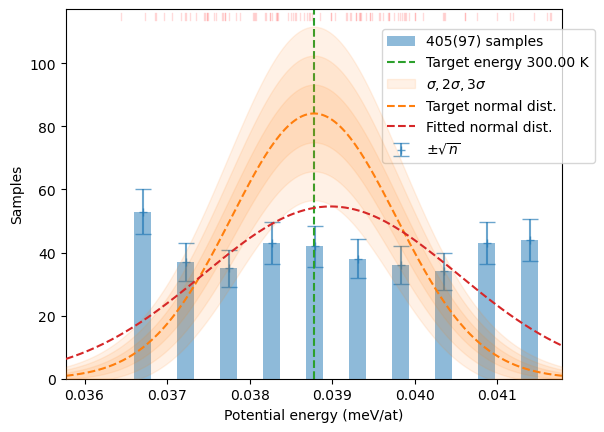 405(97) samples
Target energy 300.00 K
σ, 2σ, 3σ
Target normal dist.
Fitted normal dist.
±√n
Samples
100
80
60
40
20
0
0.036 0.037 0.038 0.039 0.040 0.041
Potential energy (meV/at)